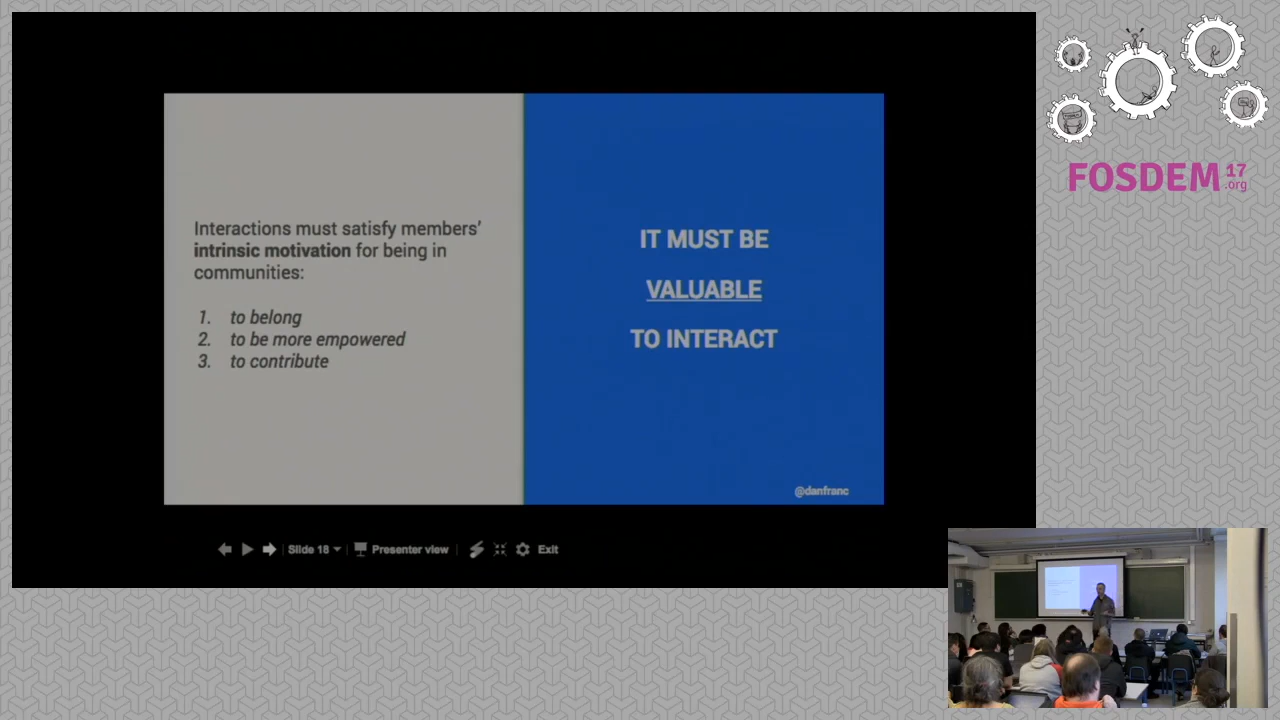 Interactions must satisfy members’
intrinsic motivation for being in
communities:
1. to belong
2. to be more empowered
3. to contribute
IT MUST BE
VALUABLE
TO INTERACT
@danfranc
Slide 18
Presenter view
Exit
FOSDEM 17
.org